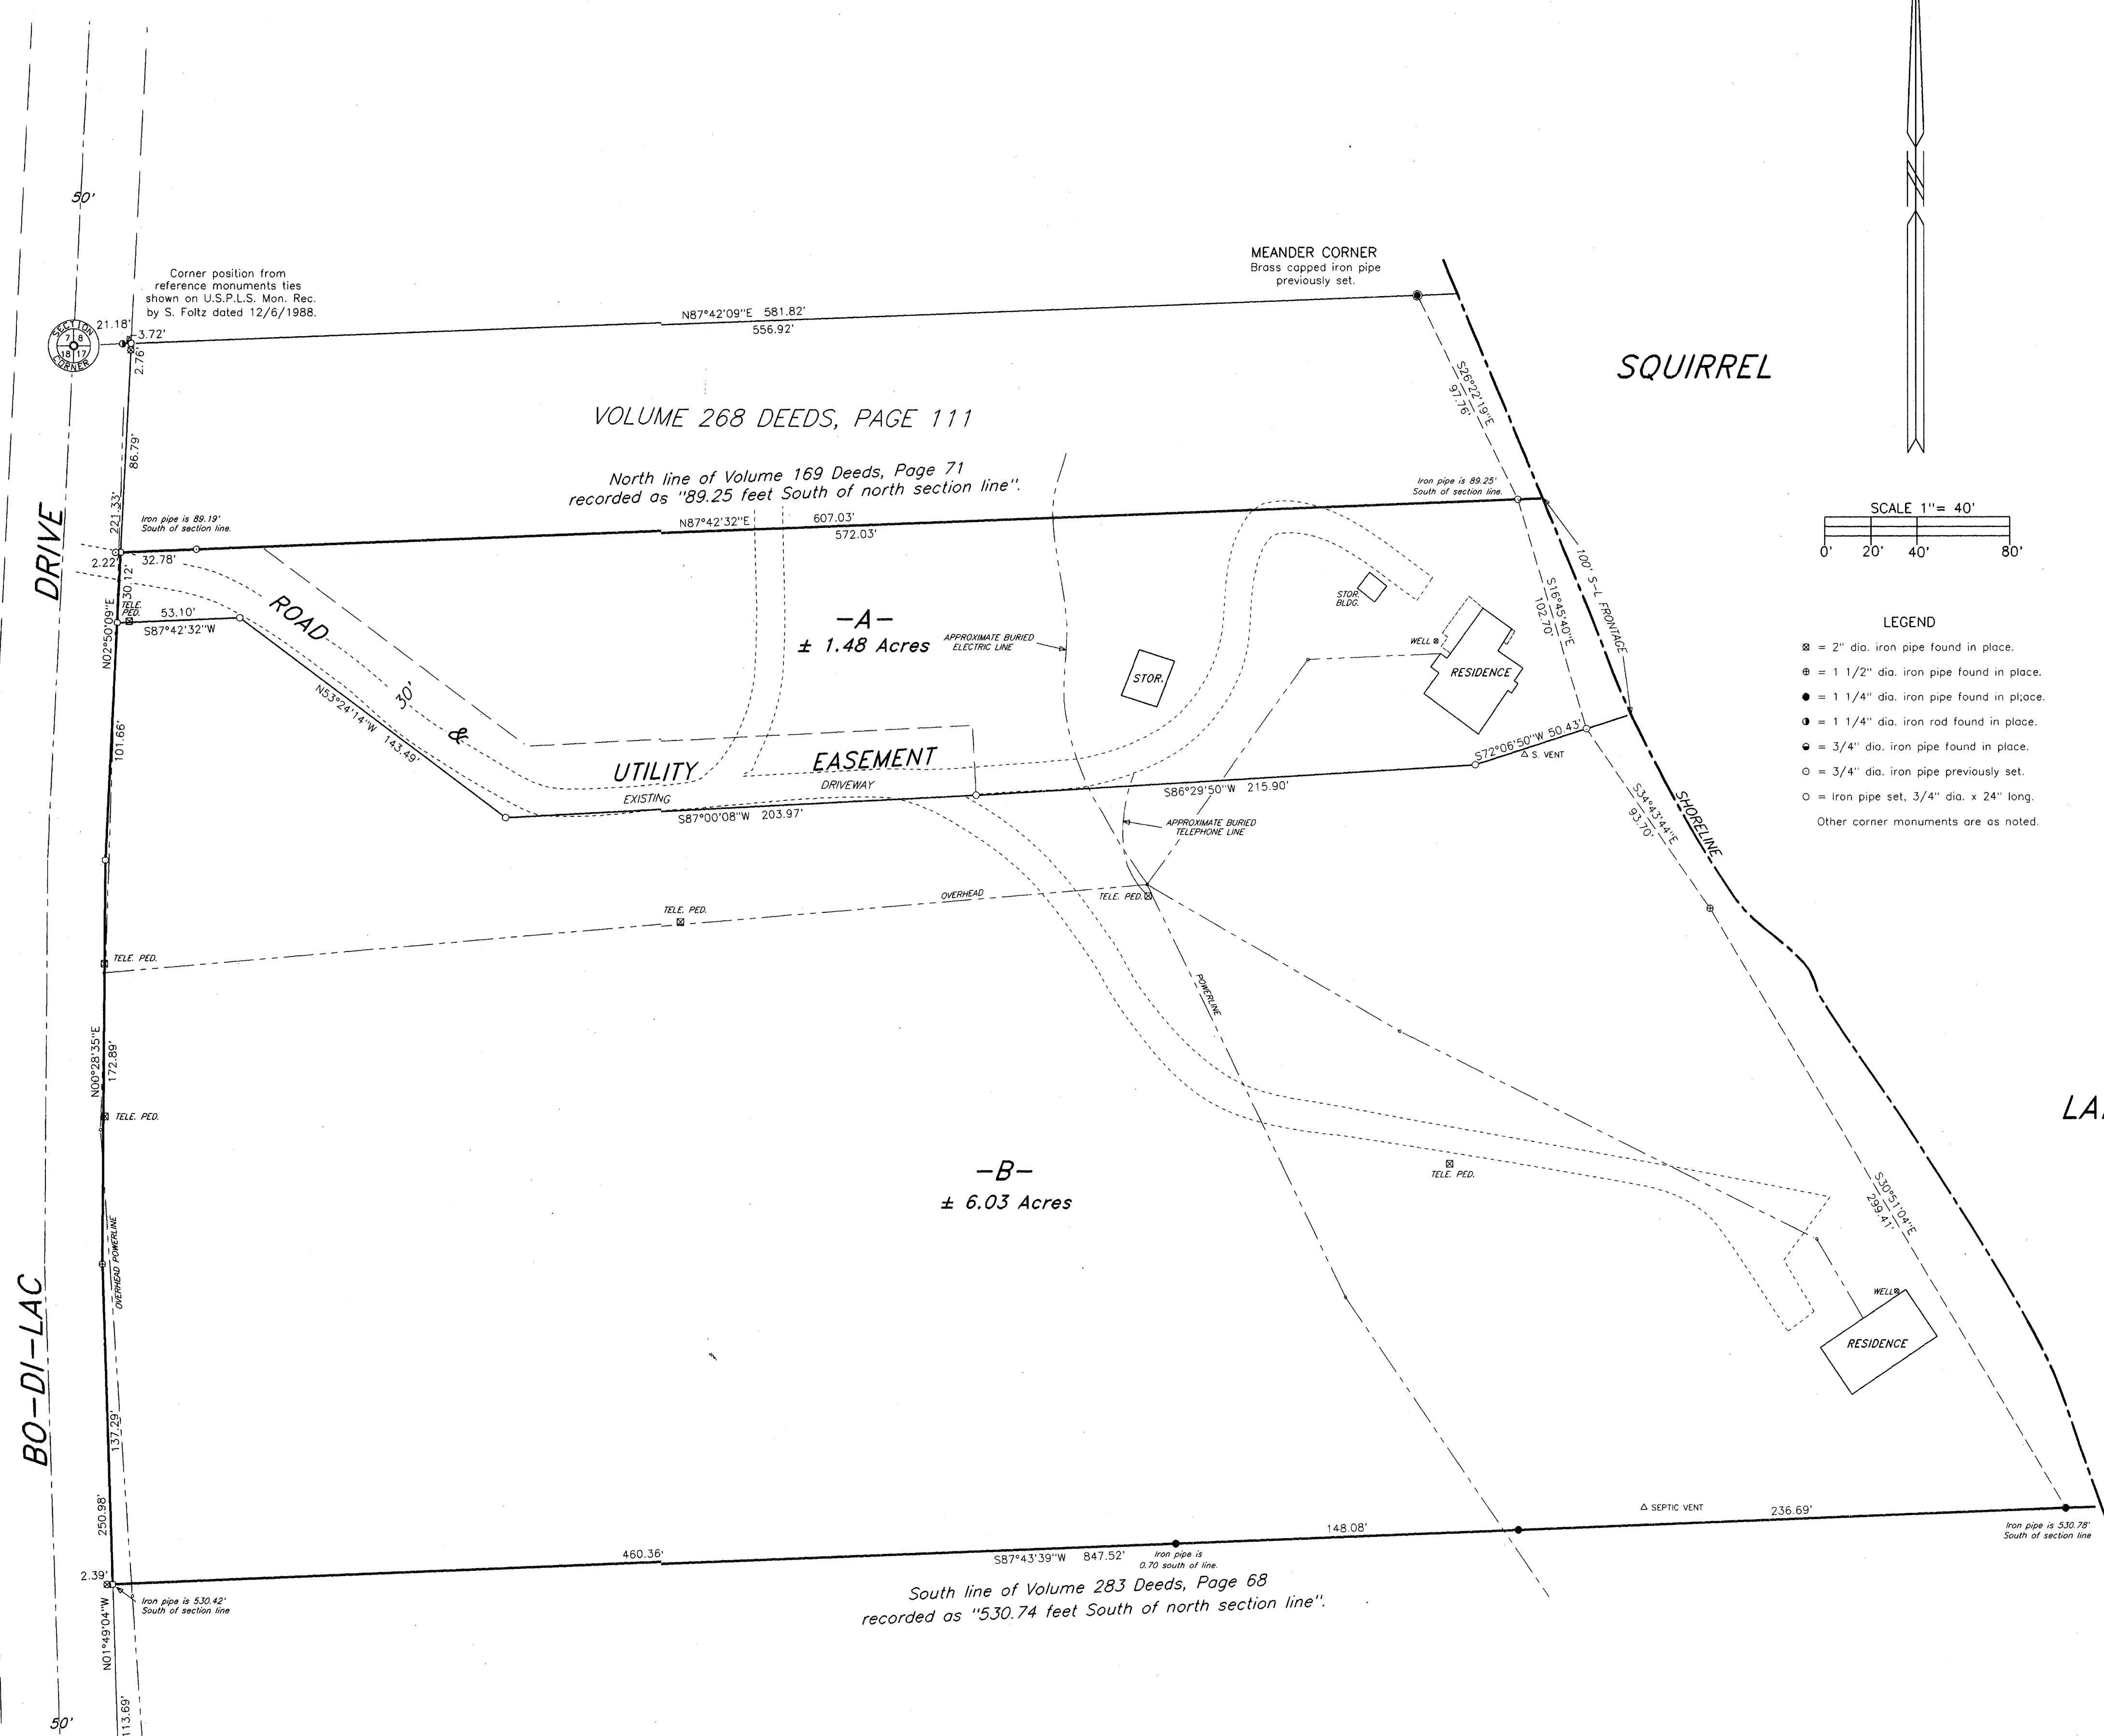 50'
Corner position from
reference monuments ties
shown on U.S.P.L.S. Mon. Rec.
by S. Foltz dated 12/6/1988.
MEANDER CORNER
Brass capped iron pipe
previously set.
SECTION
7 8
18 17
CORNER
21.18'
3.72'
2.76'
N87°42'09"E 581.82'
556.92'
S26°22'19"E
97.76'
SQUIRREL
VOLUME 268 DEEDS, PAGE 111
86.79'
221.33'
North line of Volume 169 Deeds, Page 71
recorded as "89.25 feet South of north section line".
Iron pipe is 89.25'
South of section line.
Iron pipe is 89.19'
South of section line.
N87°42'32"E
607.03'
572.03'
SCALE 1"= 40'
0' 20' 40' 80'
DRIVE
2.22'
32.78'
30.12'
TELE.
PED.
53.10'
S87°42'32"W
N02°50'09"E
ROAD
30'
&
UTILITY
EASEMENT
EXISTING
DRIVEWAY
N53°24'14"W 143.49'
-A-
± 1.48 Acres
APPROXIMATE BURIED
ELECTRIC LINE
STOR.
STOR.
BLDG.
WELL
RESIDENCE
S16°45'40"E
102.70'
100' S-L FRONTAGE
LEGEND
= 2" dia. iron pipe found in place.
= 1 1/2" dia. iron pipe found in place.
= 1 1/4" dia. iron pipe found in pl;ace.
= 1 1/4" dia. iron rod found in place.
= 3/4" dia. iron pipe found in place.
= 3/4" dia. iron pipe previously set.
= Iron pipe set, 3/4" dia. x 24" long.
Other corner monuments are as noted.
101.66'
S72°06'50"W 50.43'
S. VENT
S86°29'50"W 215.90'
S87°00'08"W 203.97'
APPROXIMATE BURIED
TELEPHONE LINE
S34°43'44"E
93.70'
SHORELINE
OVERHEAD
TELE. PED.
TELE. PED.
TELE. PED.
POWERLINE
N00°28'35"E
172.89'
TELE. PED.
LA
-B-
± 6.03 Acres
TELE. PED.
S30°51'04"E
299.41'
OVERHEAD POWERLINE
WELL
RESIDENCE
BO-DI-LAC
137.29'
250.98'
SEPTIC VENT
236.69'
148.08'
Iron pipe is 530.78'
South of section line
460.36'
S87°43'39"W 847.52'
Iron pipe is
0.70 south of line.
2.39'
Iron pipe is 530.42'
South of section line
South line of Volume 283 Deeds, Page 68
recorded as "530.74 feet South of north section line".
N01°49'04"W
113.69'
50'